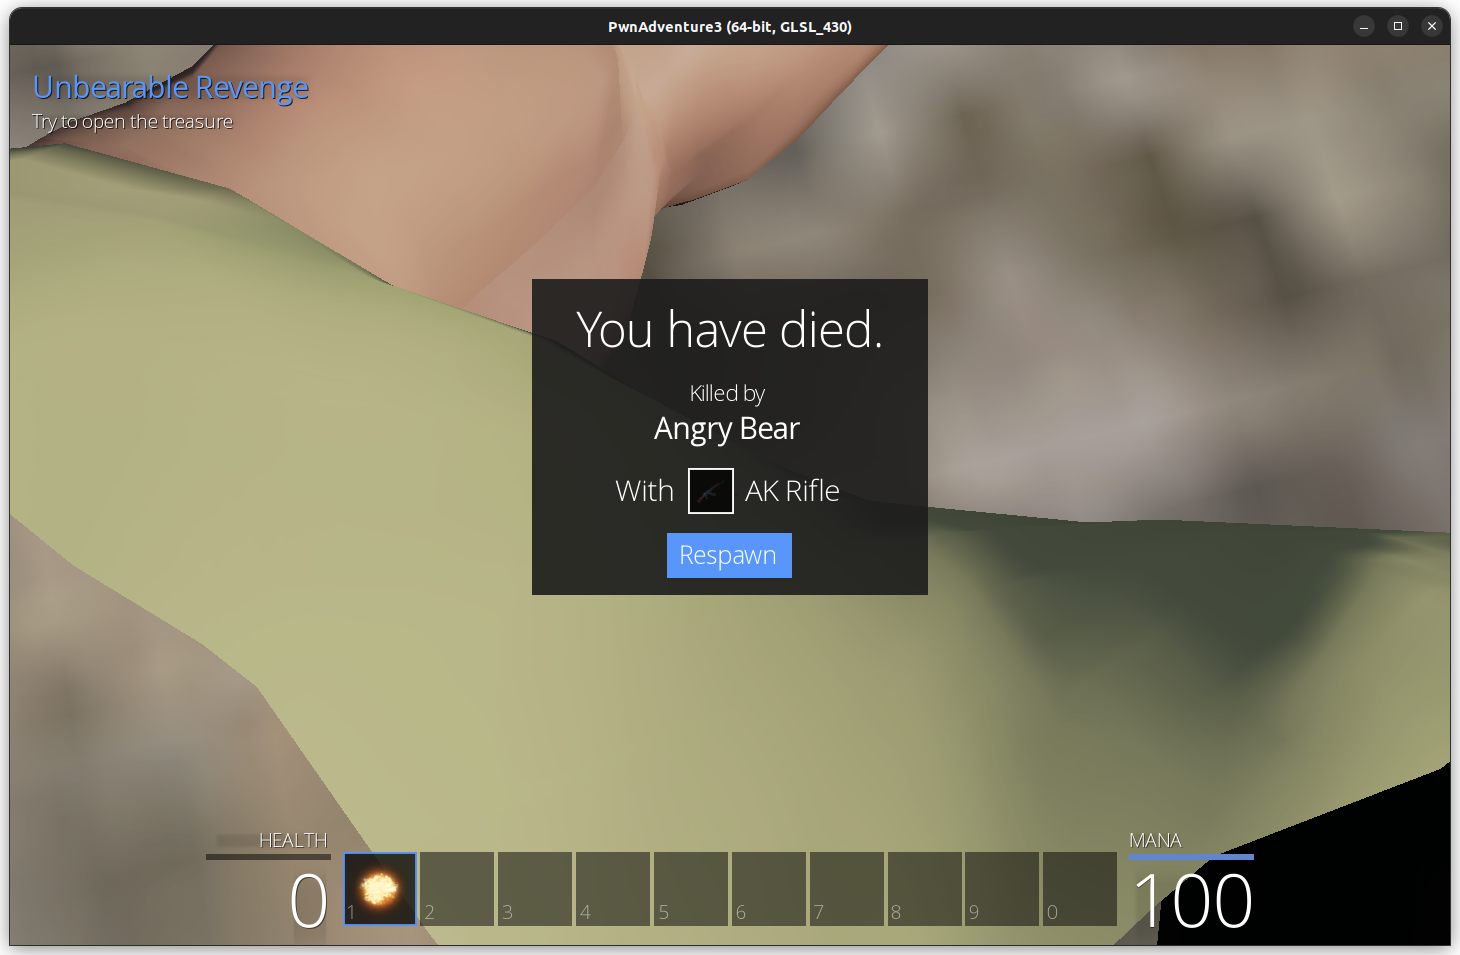 PwnAdventure3 (64-bit, GLSL_430)
Unbearable Revenge
Try to open the treasure
You have died.
Killed by
Angry Bear
With AK Rifle
Respawn
HEALTH
0
1 2 3 4 5 6 7 8 9 0
MANA
100